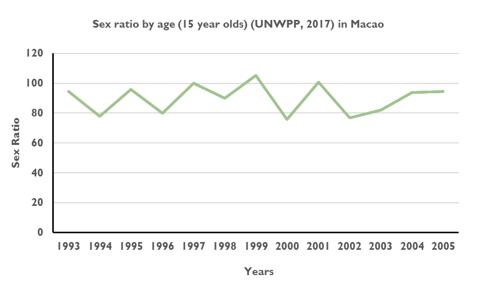 Sex ratio by age (15 year olds) (UNWPP, 2017) in Macao
120
100
80
60
40
20
0
Sex Ratio
1993 1994 1995 1996 1997 1998 1999 2000 2001 2002 2003 2004 2005
Years